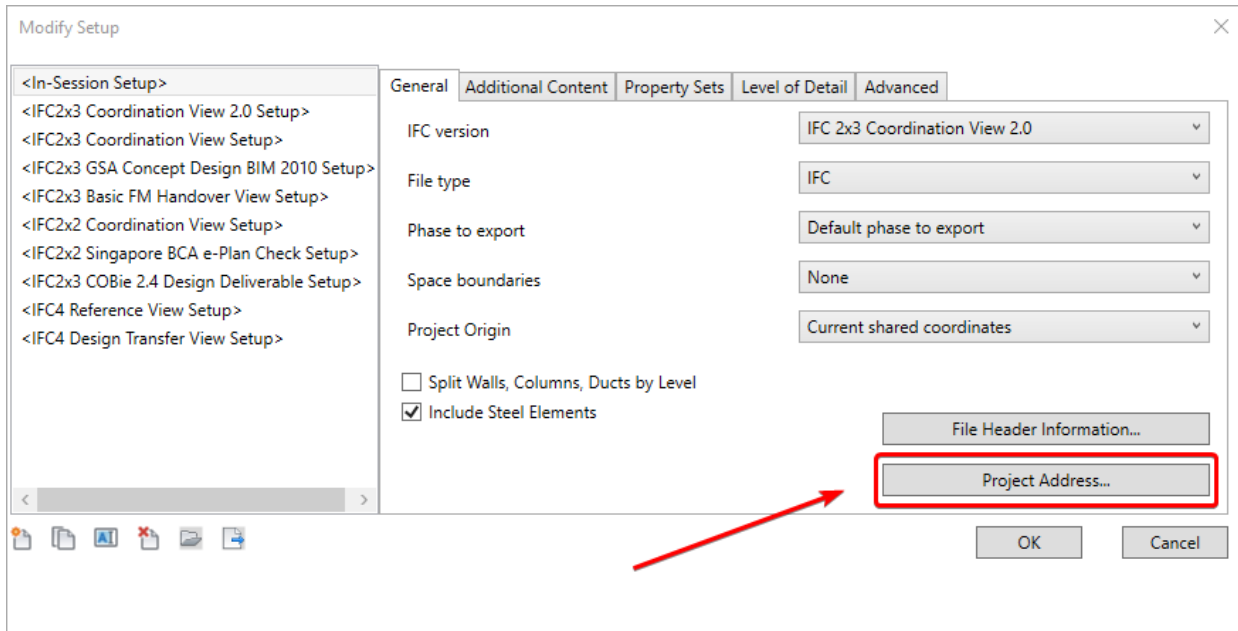 Modify Setup
<In-Session Setup>
<IFC2x3 Coordination View 2.0 Setup>
<IFC2x3 Coordination View Setup>
<IFC2x3 GSA Concept Design BIM 2010 Setup>
<IFC2x3 Basic FM Handover View Setup>
<IFC2x2 Coordination View Setup>
<IFC2x2 Singapore BCA e-Plan Check Setup>
<IFC2x3 COBie 2.4 Design Deliverable Setup>
<IFC4 Reference View Setup>
<IFC4 Design Transfer View Setup>
General Additional Content Property Sets Level of Detail Advanced
IFC version IFC 2x3 Coordination View 2.0
File type IFC
Phase to export Default phase to export
Space boundaries None
Project Origin Current shared coordinates
Split Walls, Columns, Ducts by Level
Include Steel Elements
File Header Information...
Project Address...
OK Cancel